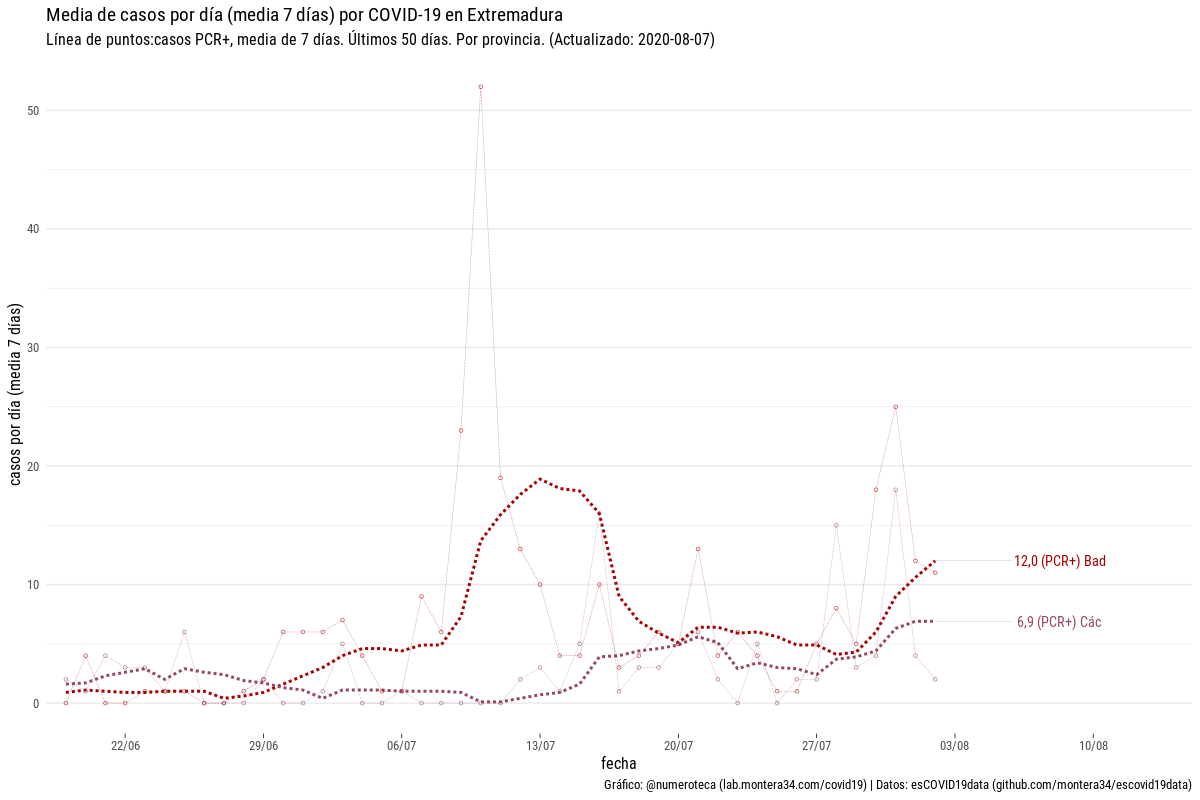 Media de casos por día (media 7 días) por COVID-19 en Extremadura
Línea de puntos:casos PCR+, media de 7 días. Últimos 50 días. Por provincia. (Actualizado: 2020-08-07)
casos por día (media 7 días)
50
40
30
20
10
0
12,0 (PCR+) Bad
6,9 (PCR+) Các
22/06
29/06
06/07
13/07
20/07
27/07
03/08
10/08
fecha
Gráfico: @numeroteca (lab.montera34.com/covid19) | Datos: esCOVID19data (github.com/montera34/escovid19data)